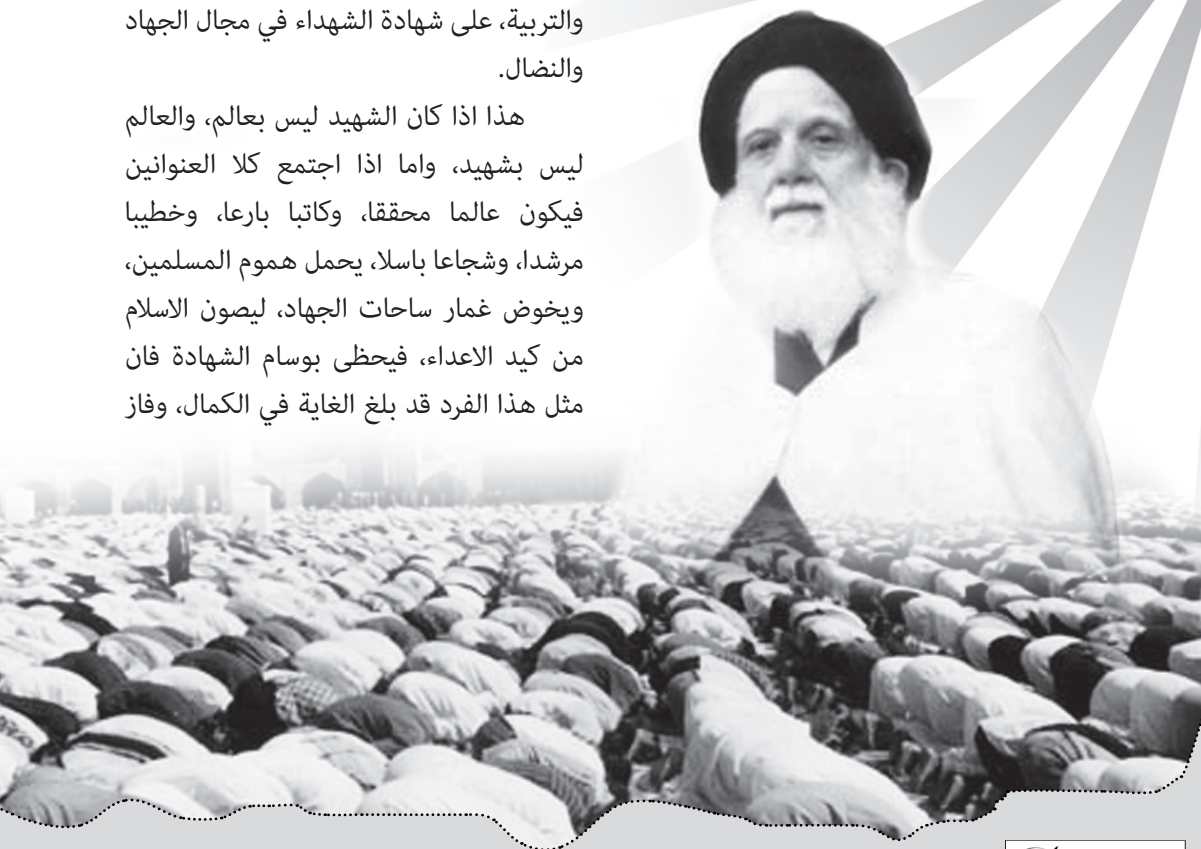 والتربية، على شهادة الشهداء في مجال الجهاد
والنضال.
هذا اذا كان الشهيد ليس بعالم، والعالم
ليس بشهيد، واما اذا اجتمع كلا العنوانين
فيكون عالما محققا، وكاتبا بارعا، وخطيبا
مرشدا، وشجاعا باسلا، يحمل هموم المسلمين،
ويخوض غمار ساحات الجهاد، ليصون الاسلام
من كيد الاعداء، فيحظى بوسام الشهادة فان
مثل هذا الفرد قد بلغ الغاية في الكمال، وفاز